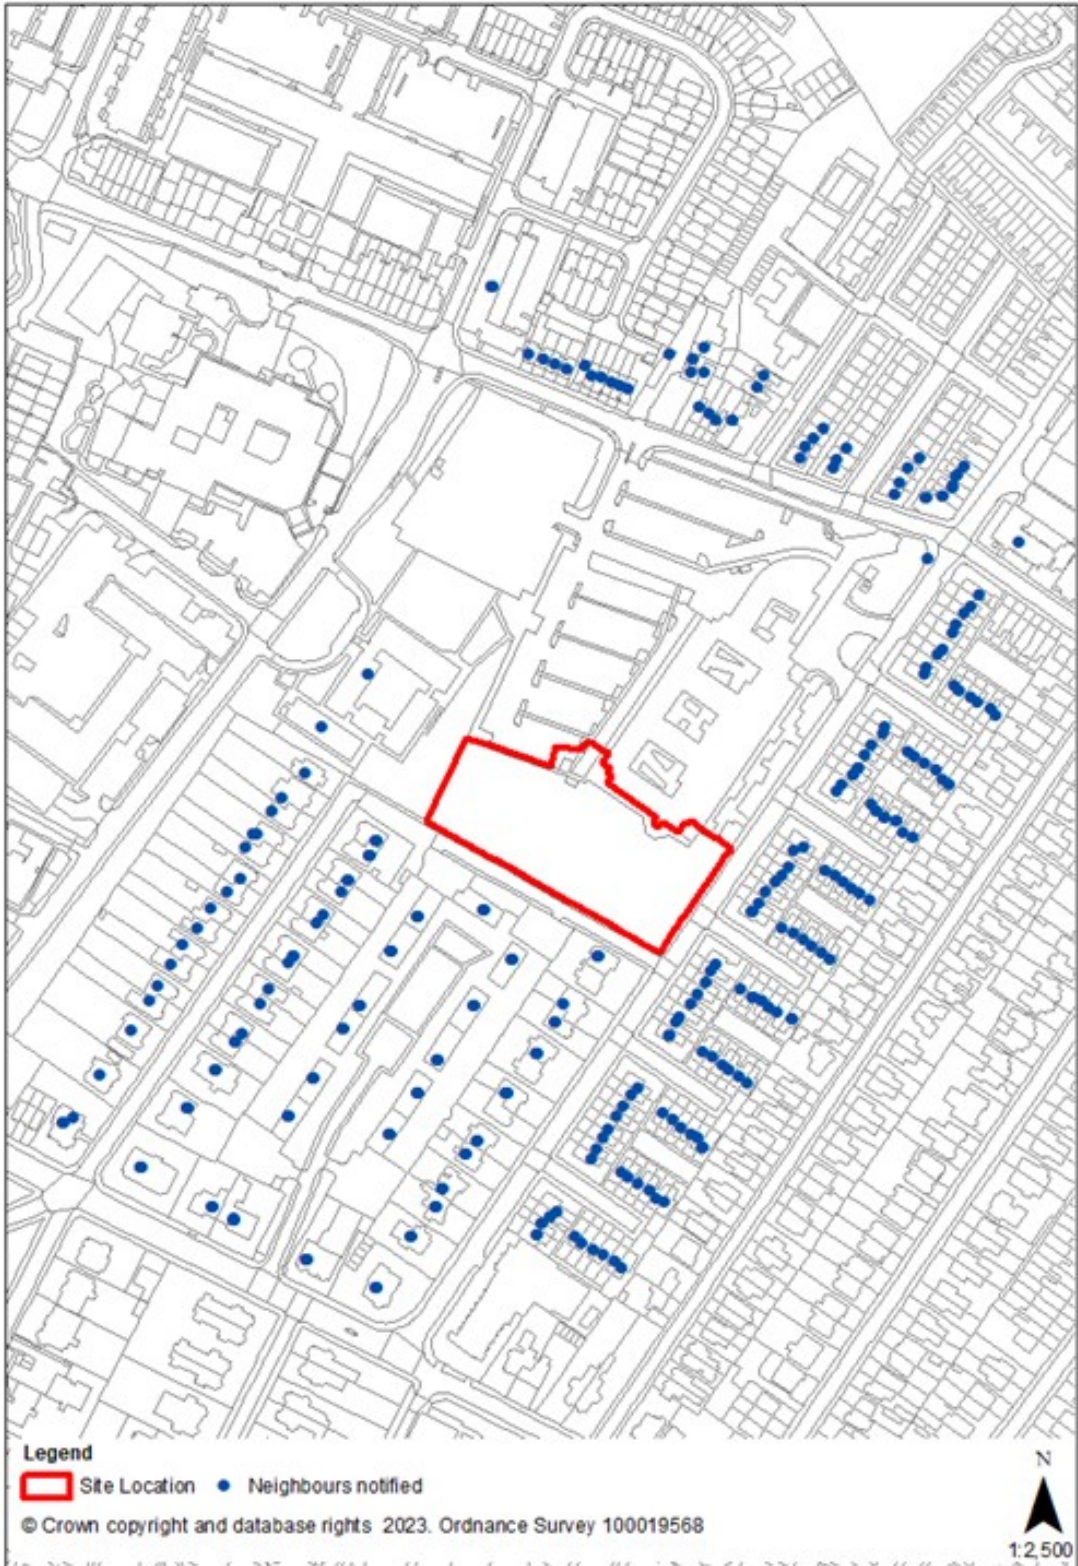 Legend
Site Location Neighbours notified
© Crown copyright and database rights 2023. Ordnance Survey 100019568
N
1:2,500